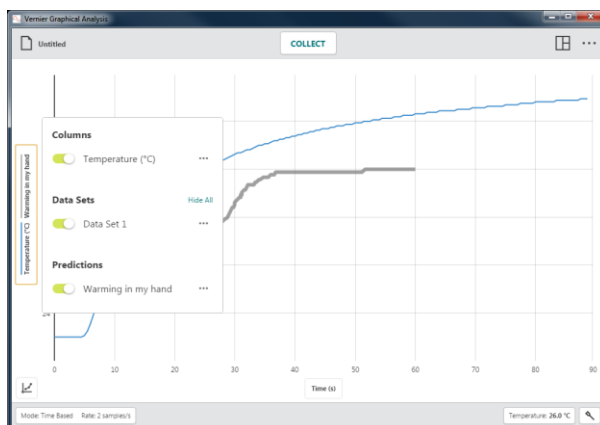 Vernier Graphical Analysis
Untitled
COLLECT
Columns
Temperature (°C)
Data Sets
Hide All
Data Set 1
Predictions
Warming in my hand
Temperature (°C) Warming in my hand
24
0 10 20 30 40 50 60 70 80 90
Time (s)
Mode: Time Based Rate: 2 samples/s
Temperature: 26.0 °C